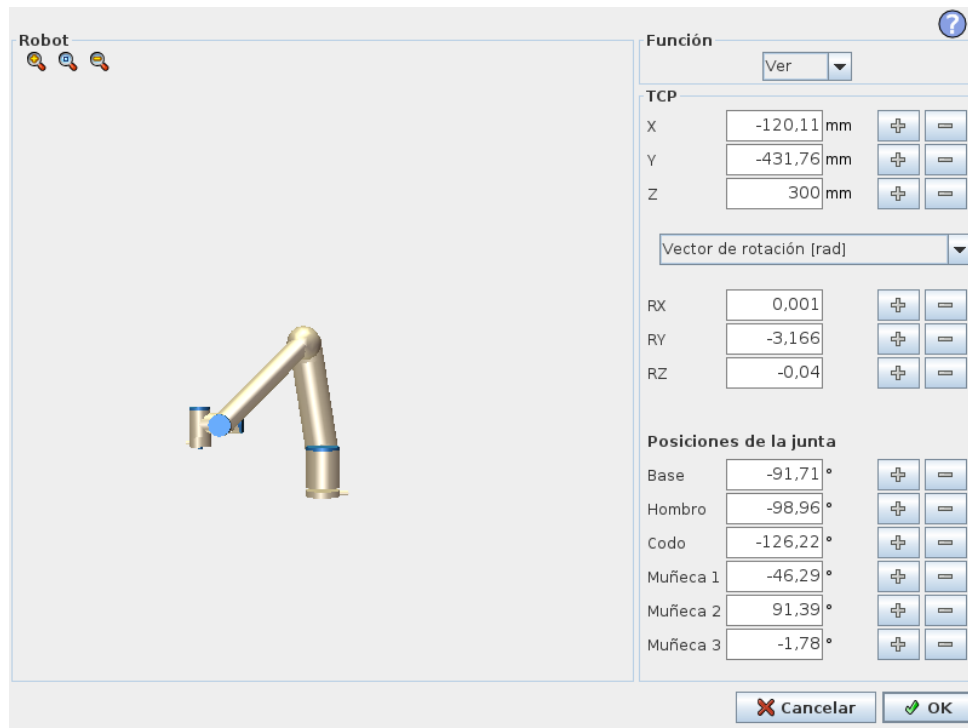 Robot
Función
Ver
TCP
X -120,11 mm
Y -431,76 mm
Z 300 mm
Vector de rotación [rad]
RX 0,001
RY -3,166
RZ -0,04
Posiciones de la junta
Base -91,71 °
Hombro -98,96 °
Codo -126,22 °
Muñeca 1 -46,29 °
Muñeca 2 91,39 °
Muñeca 3 -1,78 °
Cancelar OK